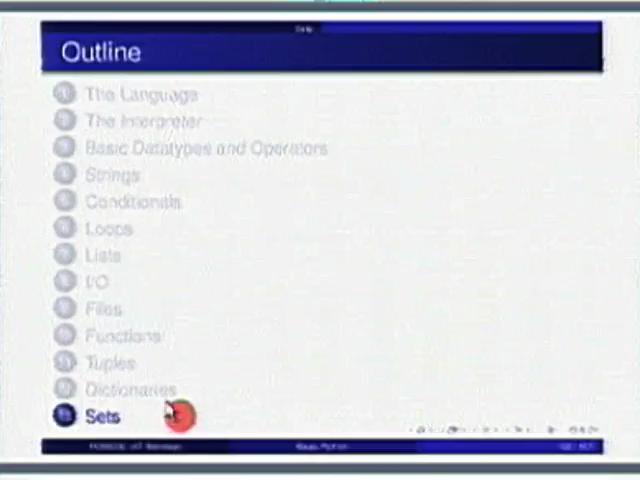 Outline
The Language
The Interpreter
Basic Datatypes and Operators
Strings
Conditionals
Loops
Lists
I/O
Files
Functions
Tuples
Dictionaries
Sets